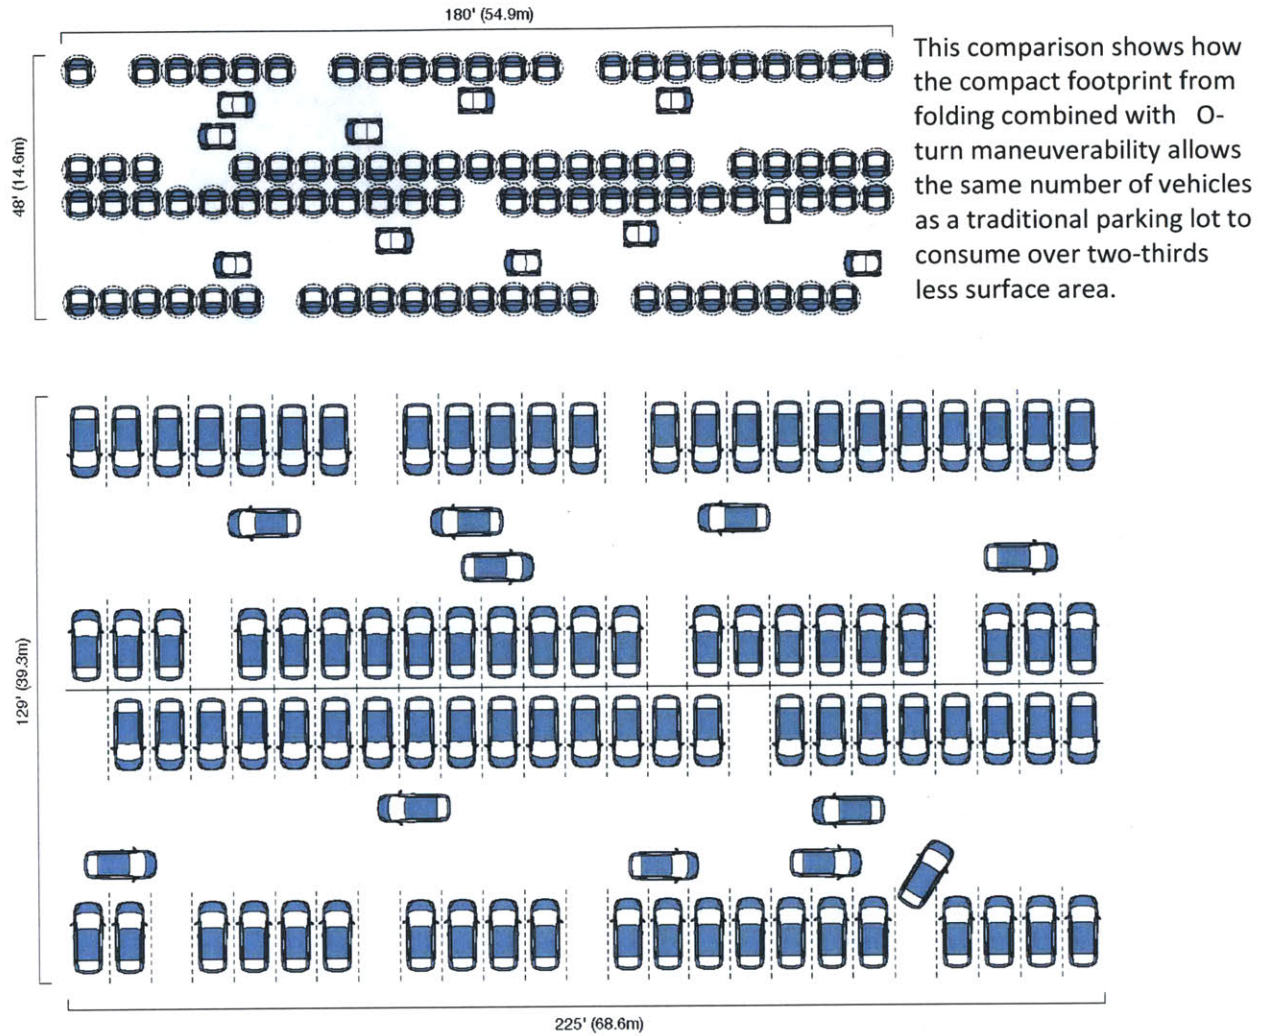 180' (54.9m)
This comparison shows how
the compact footprint from
folding combined with O-
turn maneuverability allows
the same number of vehicles
as a traditional parking lot to
consume over two-thirds
less surface area.
48' (14.6m)
129' (39.3m)
225' (68.6m)